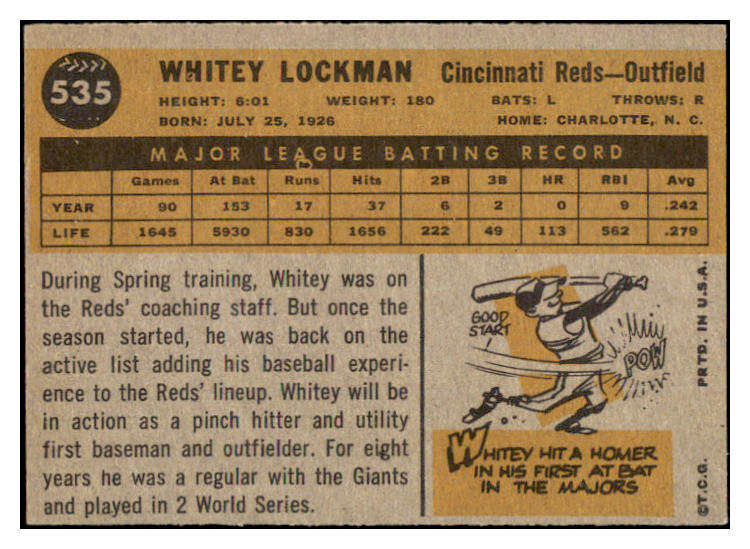 535
WHITEY LOCKMAN Cincinnati Reds—Outfield
HEIGHT: 6:01 WEIGHT: 180 BATS: L THROWS: R
BORN: JULY 25, 1926 HOME: CHARLOTTE, N. C.
MAJOR LEAGUE BATTING RECORD
Games At Bat Runs Hits 2B 3B HR RBI Avg
YEAR 90 153 17 37 6 2 0 9 .242
LIFE 1645 5930 830 1656 222 49 113 562 .279
During Spring training, Whitey was on
the Reds' coaching staff. But once the
season started, he was back on the
active list adding his baseball experi-
ence to the Reds' lineup. Whitey will be
in action as a pinch hitter and utility
first baseman and outfielder. For eight
years he was a regular with the Giants
and played in 2 World Series.
GOOD
START
POW
WHITEY HIT A HOMER
IN HIS FIRST AT BAT
IN THE MAJORS
©T.C.G. PRTD. IN U.S.A.